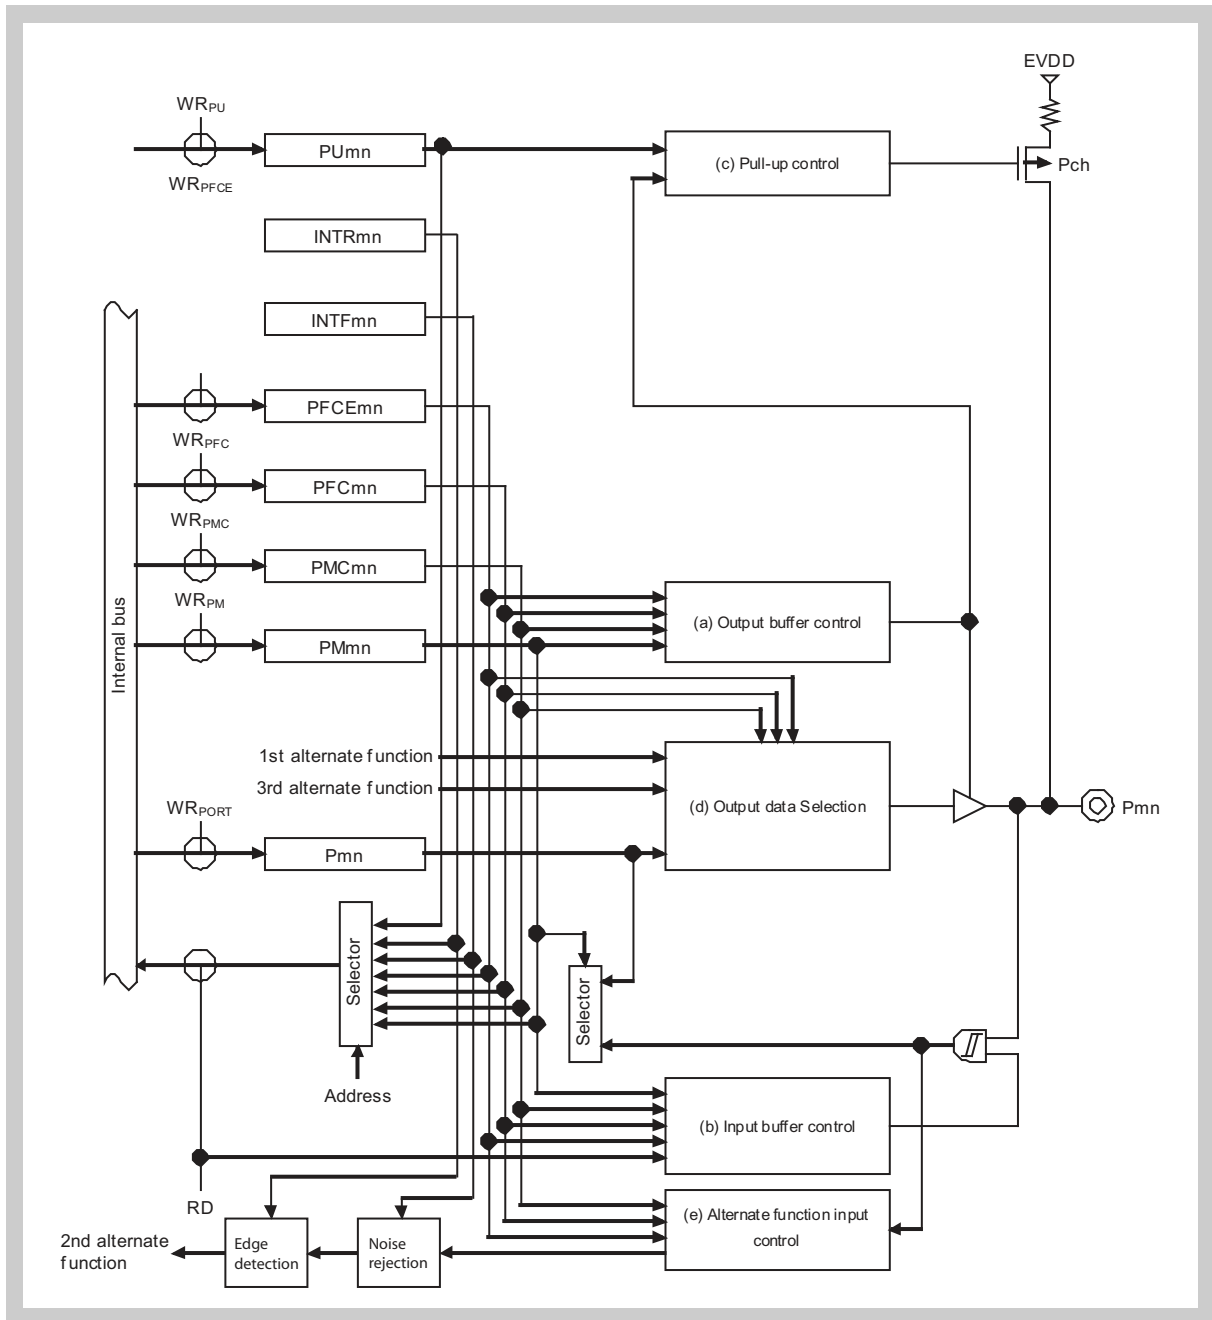 EVDD
WRPU
PUmn
(c) Pull-up control
Pch
WRPFCE
INTRmn
INTFmn
PFCEmn
WRPFC
PFCmn
WRPMC
PMCmn
WRPM
PMmn
(a) Output buffer control
Internal bus
1st alternate function
3rd alternate function
(d) Output data Selection
WRPORT
Pmn
Pmn
Selector
Selector
Address
(b) Input buffer control
RD
(e) Alternate function input
control
2nd alternate
function
Edge
detection
Noise
rejection